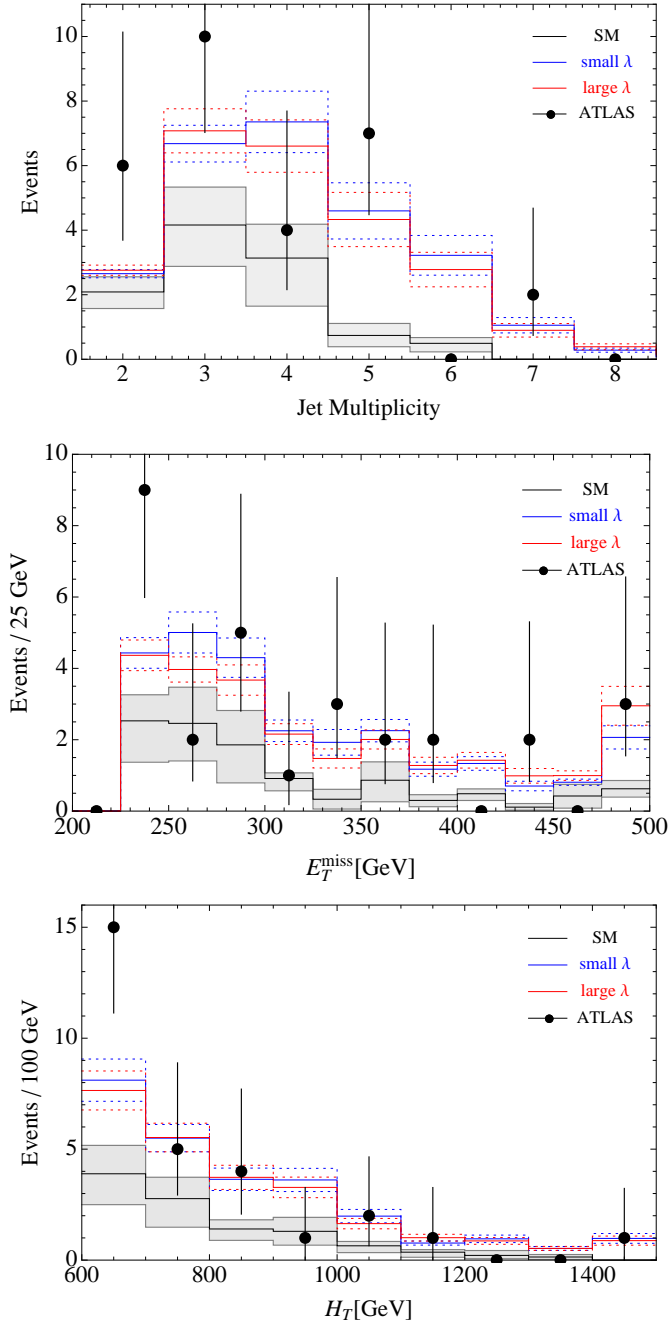 10
8
6
4
2
0
Events
SM
small λ
large λ
ATLAS
2 3 4 5 6 7 8
Jet Multiplicity
10
8
6
4
2
0
Events / 25 GeV
SM
small λ
large λ
ATLAS
200 250 300 350 400 450 500
E_T^miss [GeV]
15
10
5
0
Events / 100 GeV
SM
small λ
large λ
ATLAS
600 800 1000 1200 1400
H_T [GeV]